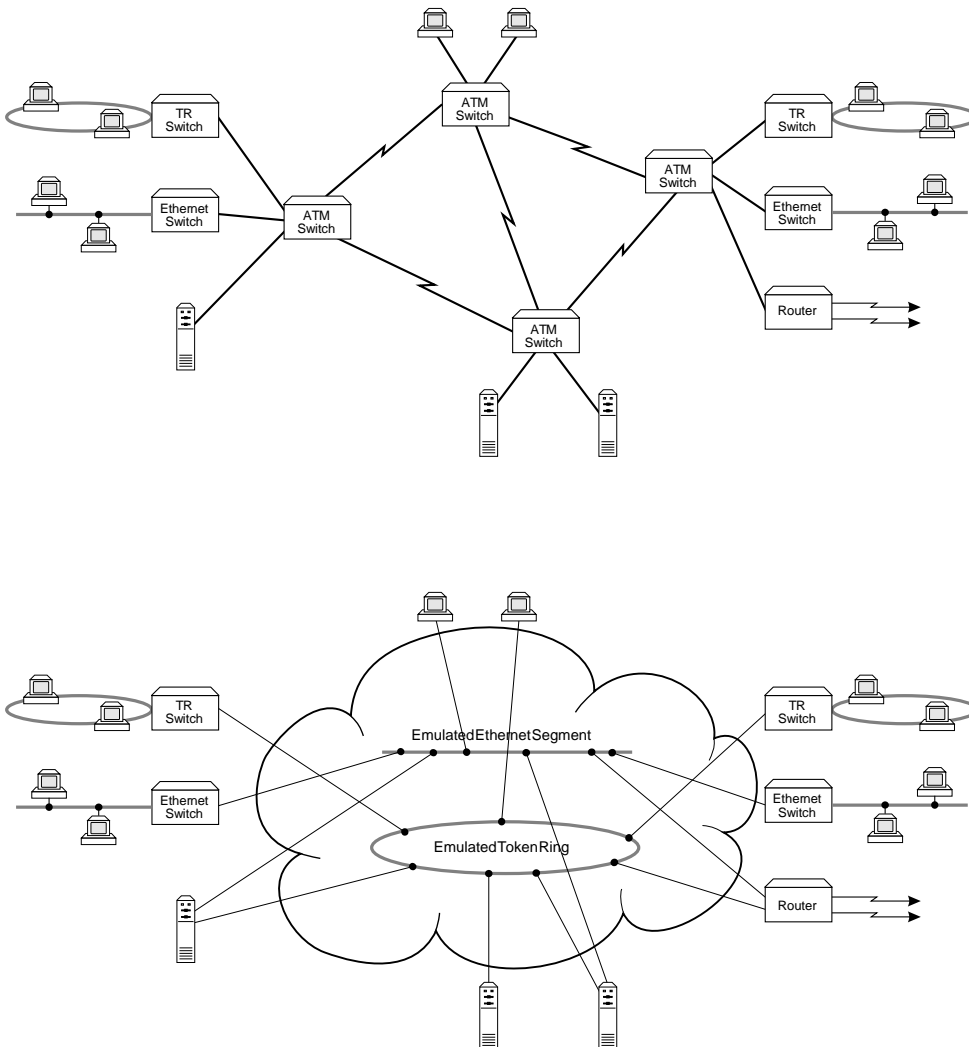 ATM
Switch
TR
Switch
TR
Switch
ATM
Switch
Ethernet
Switch
ATM
Switch
Ethernet
Switch
Router
ATM
Switch
TR
Switch
TR
Switch
EmulatedEthernetSegment
Ethernet
Switch
Ethernet
Switch
EmulatedTokenRing
Router